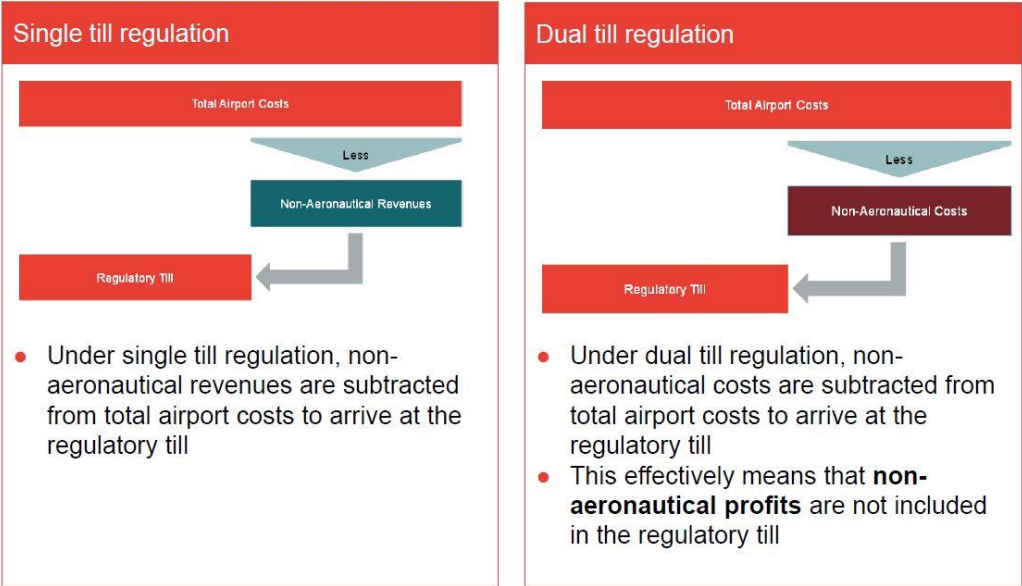 Single till regulation
Total Airport Costs
Less
Non-Aeronautical Revenues
Regulatory Till
● Under single till regulation, non-
aeronautical revenues are subtracted
from total airport costs to arrive at the
regulatory till
Dual till regulation
Total Airport Costs
Less
Non-Aeronautical Costs
Regulatory Till
● Under dual till regulation, non-
aeronautical costs are subtracted from
total airport costs to arrive at the
regulatory till
● This effectively means that non-
aeronautical profits are not included
in the regulatory till